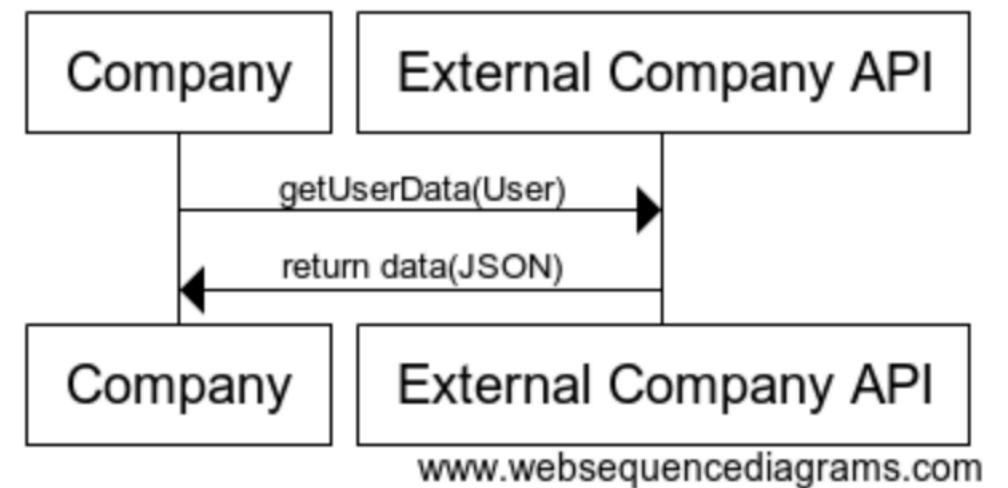 Company
External Company API
getUserData(User)
return data(JSON)
Company
External Company API
www.websequencediagrams.com